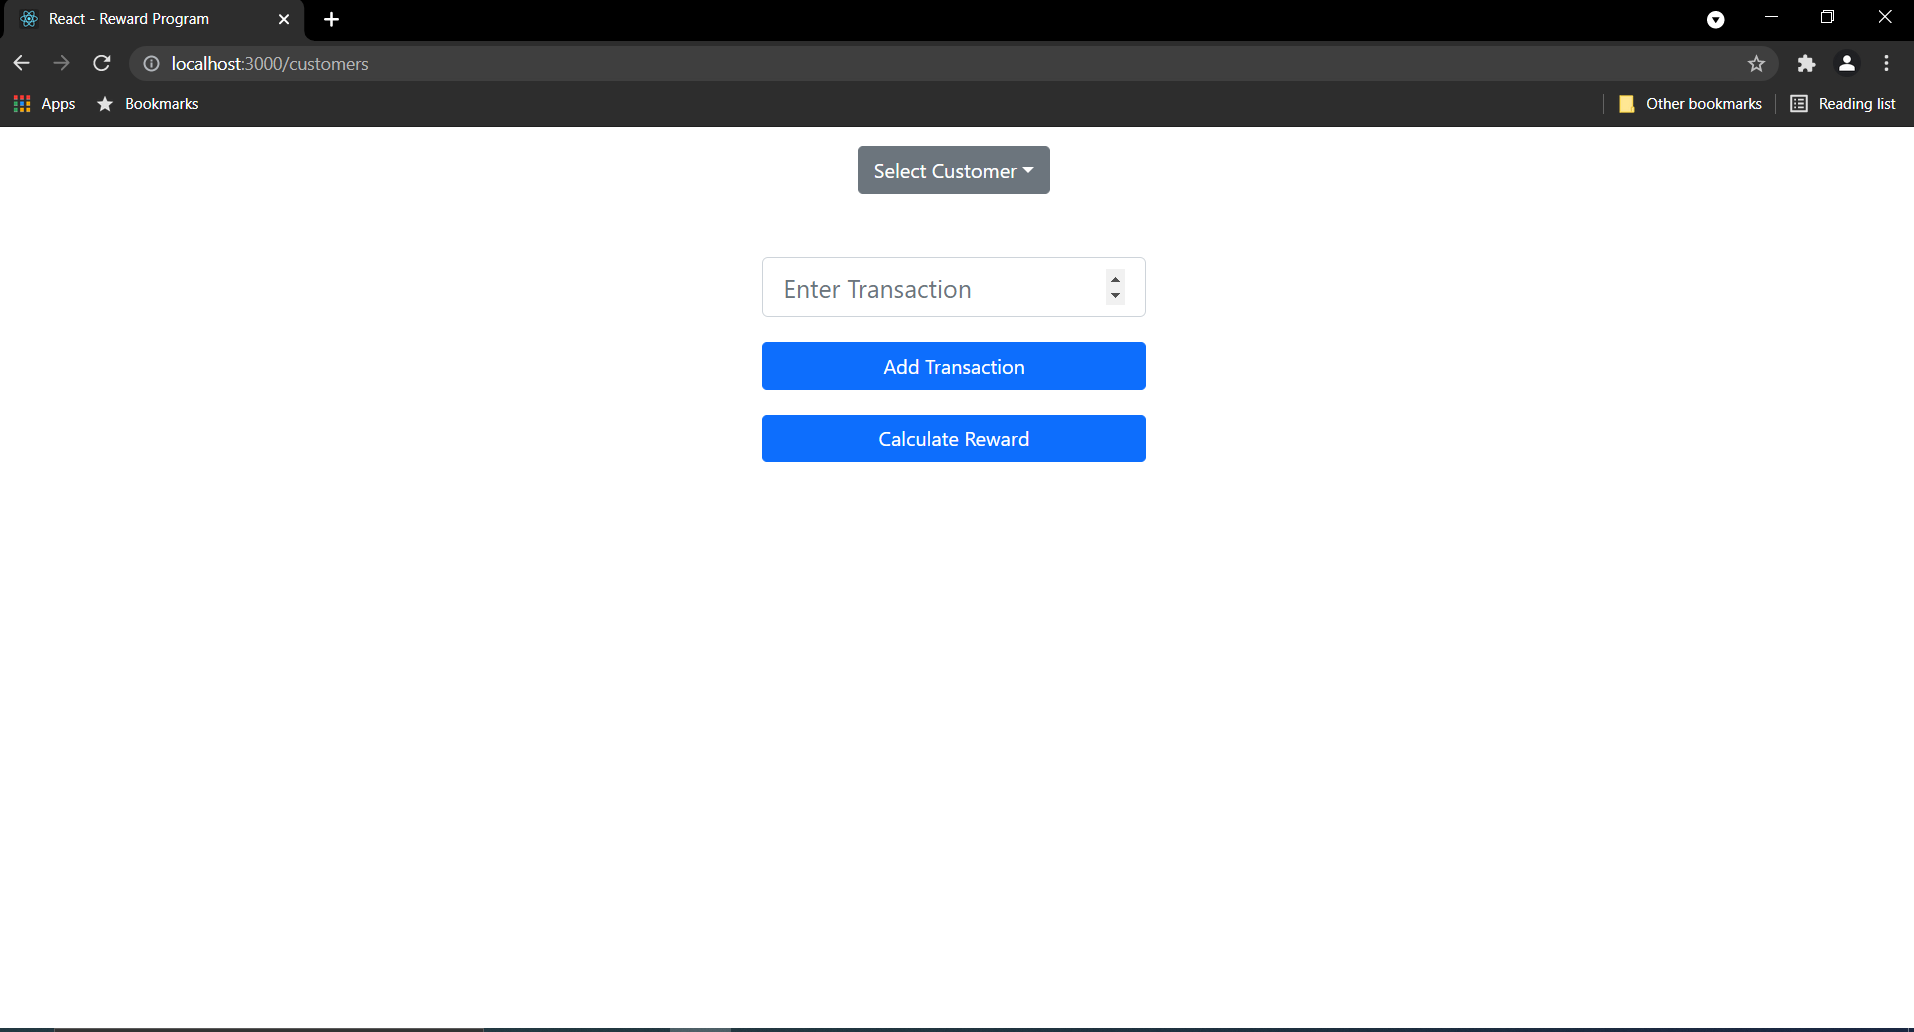 React - Reward Program
localhost:3000/customers
Apps Bookmarks Other bookmarks Reading list
Select Customer
Enter Transaction
Add Transaction
Calculate Reward